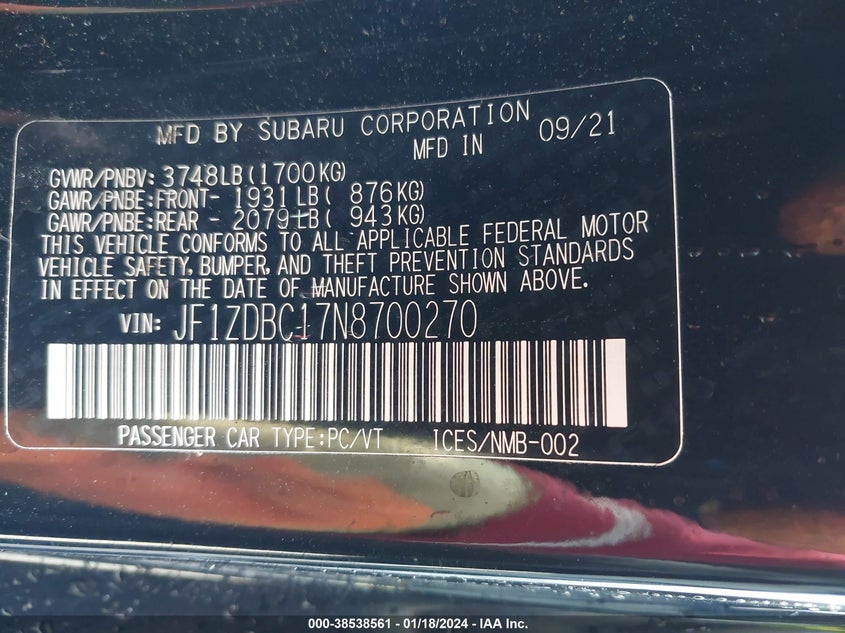 MFD BY SUBARU CORPORATION
MFD IN 09/21
GVWR/PNBV: 3748LB (1700KG)
GAWR/PNBE:FRONT- 1931LB ( 876KG)
GAWR/PNBE:REAR - 2079LB ( 943KG)
THIS VEHICLE CONFORMS TO ALL APPLICABLE FEDERAL MOTOR
VEHICLE SAFETY, BUMPER, AND THEFT PREVENTION STANDARDS
IN EFFECT ON THE DATE OF MANUFACTURE SHOWN ABOVE.
VIN: JF1ZDBC17N8700270
PASSENGER CAR TYPE:PC/VT ICES/NMB-002
000-38538561 - 01/18/2024 - IAA Inc.